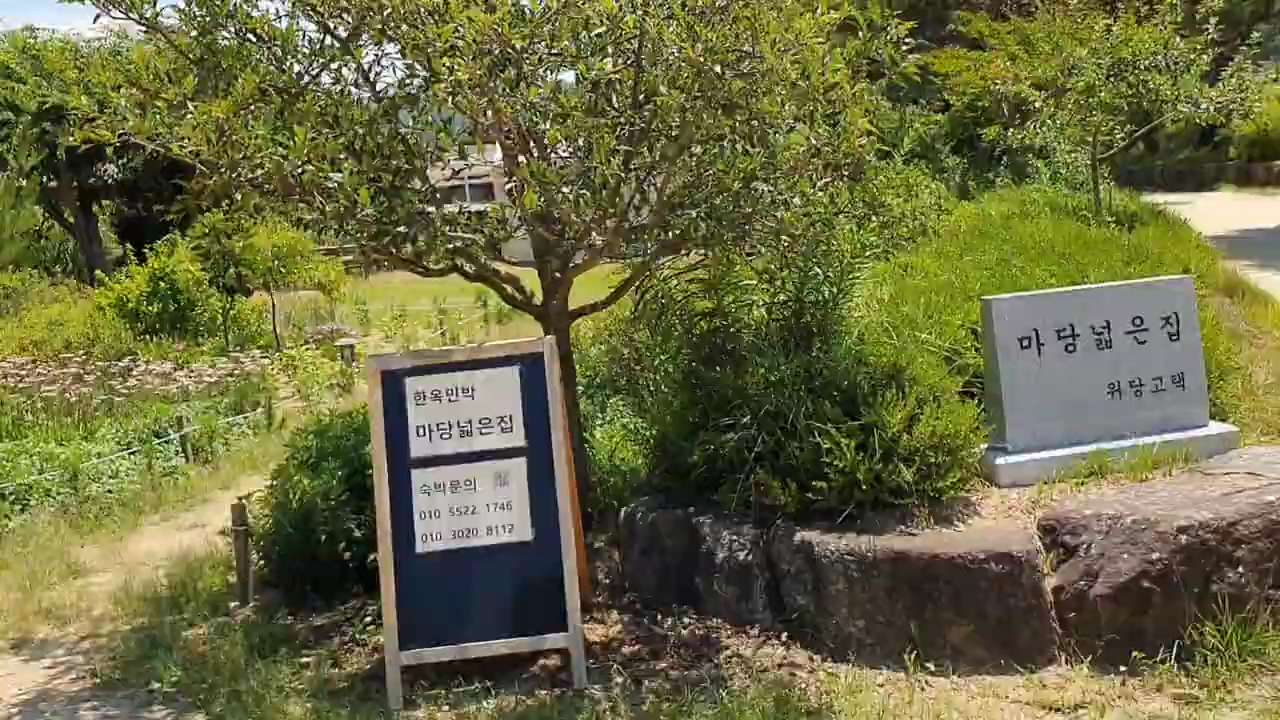 한옥민박
마당넓은집
숙박문의
010 5522 1746
010 3020 8112
마당넓은집
위당고택